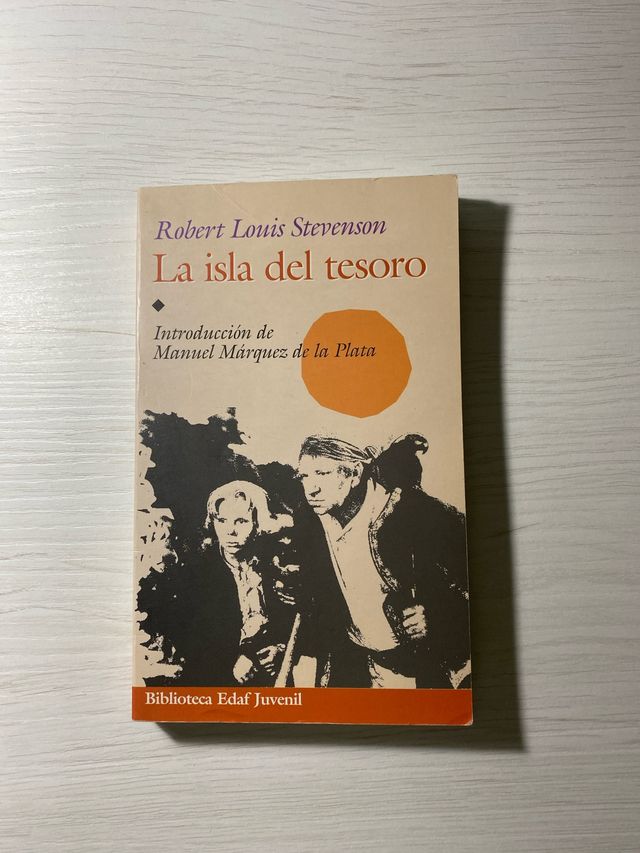 Robert Louis Stevenson
La isla del tesoro
Introducción de
Manuel Márquez de la Plata
Biblioteca Edaf Juvenil